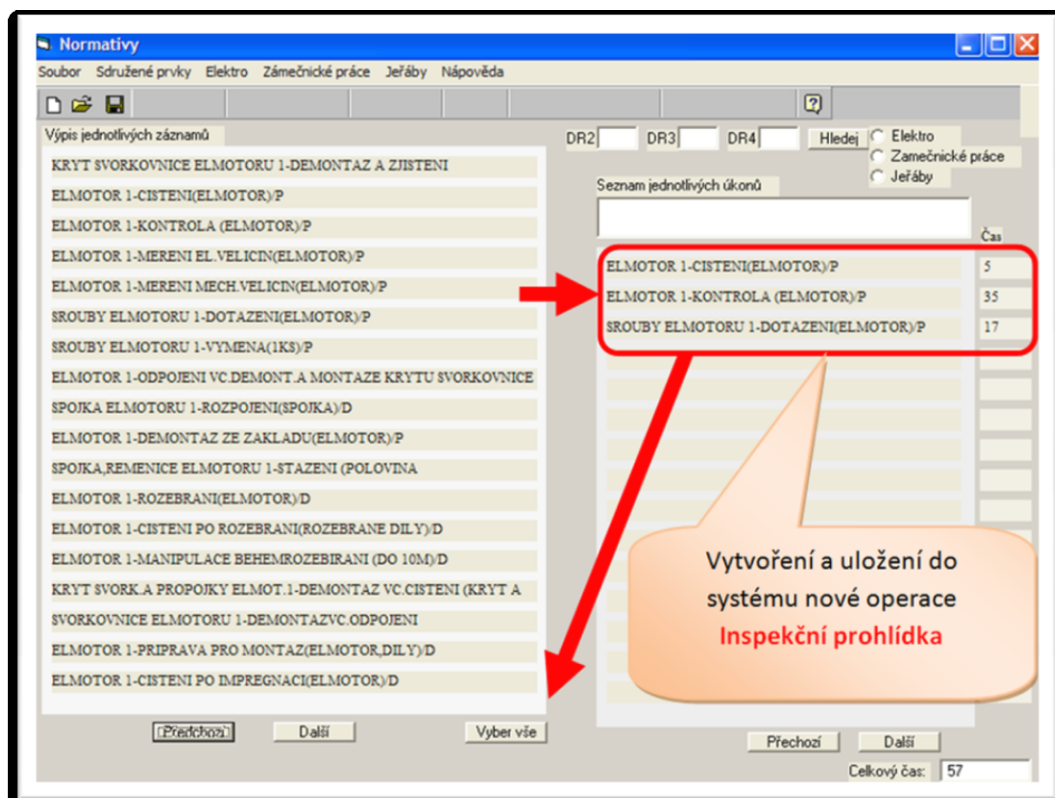 Normativy
Soubor Sdružené prvky Elektro Zámečnické práce Jeřáby Nápověda
Výpis jednotlivých záznamů
DR2 DR3 DR4 Hledej
Elektro
Zamečnické práce
Jeřáby
KRYT SVORKOVNICE ELMOTORU 1-DEMONTAZ A ZJISTENI
ELMOTOR 1-CISTENI(ELMOTOR)/P
ELMOTOR 1-KONTROLA (ELMOTOR)/P
ELMOTOR 1-MERENI EL.VELICIN(ELMOTOR)/P
ELMOTOR 1-MERENI MECH.VELICIN(ELMOTOR)/P
SROUBY ELMOTORU 1-DOTAZENI(ELMOTOR)/P
SROUBY ELMOTORU 1-VYMENA(1KS)/P
ELMOTOR 1-ODPOJENI VC.DEMONT.A MONTAZE KRYTU SVORKOVNICE
SPOJKA ELMOTORU 1-ROZPOJENI(SPOJKA)/D
ELMOTOR 1-DEMONTAZ ZE ZAKLADU(ELMOTOR)/P
SPOJKA,REMENICE ELMOTORU 1-STAZENI (POLOVINA
ELMOTOR 1-ROZEBRANI(ELMOTOR)/D
ELMOTOR 1-CISTENI PO ROZEBRANI(ROZEBRANE DILY)/D
ELMOTOR 1-MANIPULACE BEHEMROZEBIRANI (DO 10M)/D
KRYT SVORK.A PROPOJKY ELMOT.1-DEMONTAZ VC.CISTENI (KRYT A
SVORKOVNICE ELMOTORU 1-DEMONTAZVC.ODPOJENI
ELMOTOR 1-PRIPRAVA PRO MONTAZ(ELMOTOR,DILY)/D
ELMOTOR 1-CISTENI PO IMPREGNACI(ELMOTOR)/D
Předchozí Další Vyber vše
Seznam jednotlivých úkonů
Čas
ELMOTOR 1-CISTENI(ELMOTOR)/P 5
ELMOTOR 1-KONTROLA (ELMOTOR)/P 35
SROUBY ELMOTORU 1-DOTAZENI(ELMOTOR)/P 17
Vytvoření a uložení do
systému nové operace
Inspekční prohlídka
Přechozí Další
Celkový čas: 57